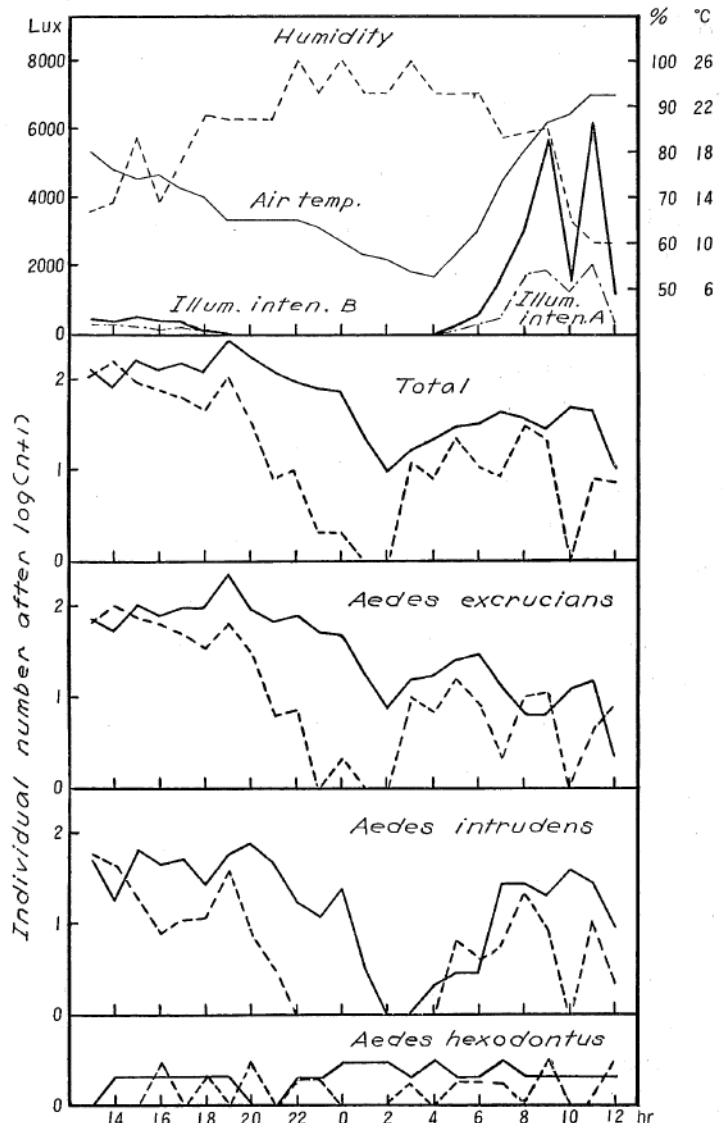 Lux % °C
Humidity
8000 100 26
90 22
6000
80 18
4000 Air temp. 70 14
60 10
2000
Illum. inten. B Illum. inten. A 50 6
0
Total
2
1
0
Aedes excrucians
2
1
0
Aedes intrudens
2
1
0
Aedes hexodontus
0
14 16 18 20 22 0 2 4 6 8 10 12 hr
Individual number after log(n+1)